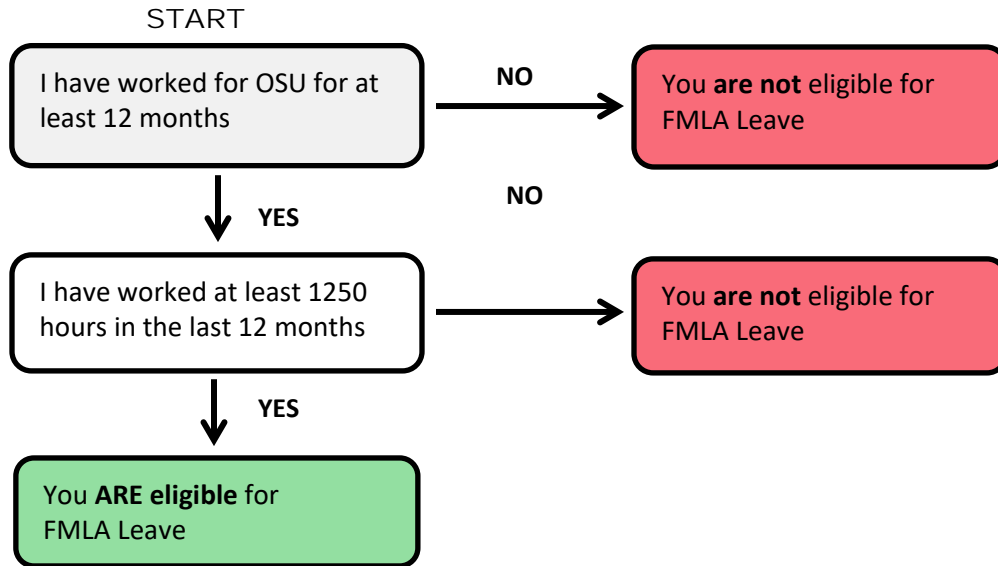 START
I have worked for OSU for at
least 12 months
NO
You are not eligible for
FMLA Leave
YES
NO
I have worked at least 1250
hours in the last 12 months
You are not eligible for
FMLA Leave
YES
You ARE eligible for
FMLA Leave